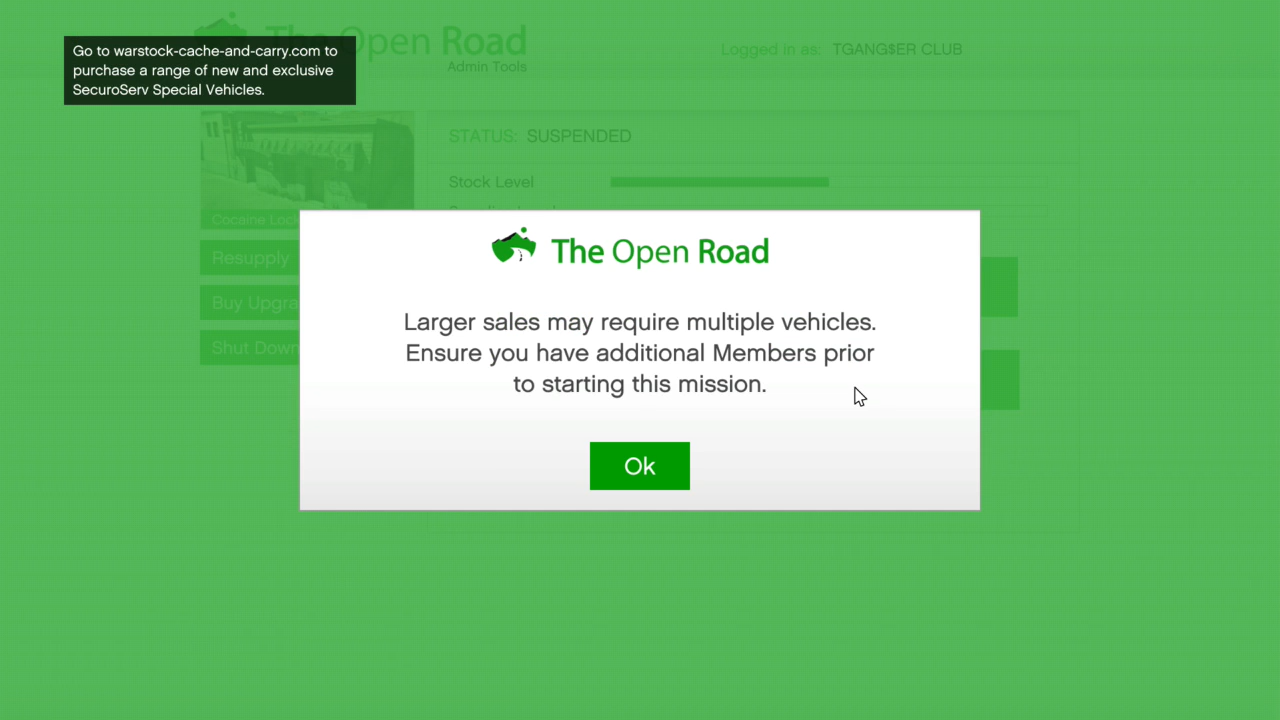 Go to warstock-cache-and-carry.com to
purchase a range of new and exclusive
SecuroServ Special Vehicles.
The Open Road
Admin Tools
Logged in as: TGANG$ER CLUB
STATUS: SUSPENDED
Stock Level
Cocaine Lock
Resupply
Buy Upgra
Shut Down
The Open Road
Larger sales may require multiple vehicles.
Ensure you have additional Members prior
to starting this mission.
Ok